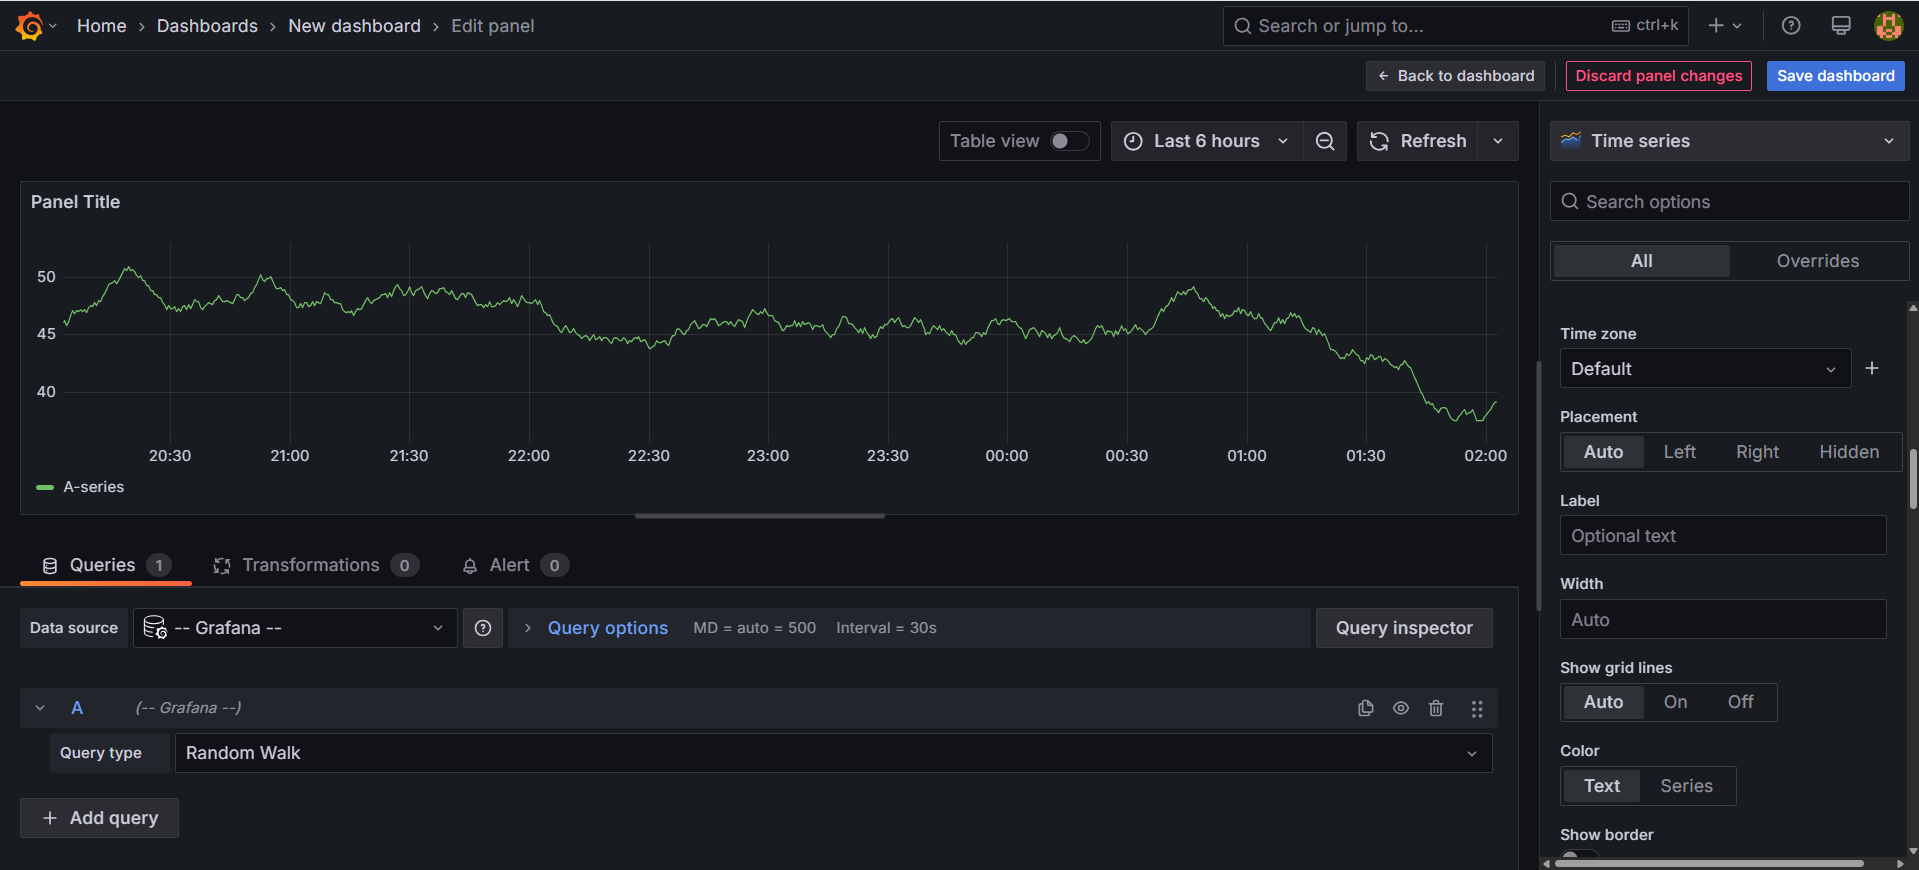 Home › Dashboards › New dashboard › Edit panel
Search or jump to... ctrl+k
Back to dashboard
Discard panel changes
Save dashboard
Table view
Last 6 hours
Refresh
Time series
Panel Title
Search options
All Overrides
50
45
40
20:30 21:00 21:30 22:00 22:30 23:00 23:30 00:00 00:30 01:00 01:30 02:00
A-series
Time zone
Default
Placement
Auto Left Right Hidden
Label
Optional text
Width
Auto
Show grid lines
Auto On Off
Color
Text Series
Show border
Queries 1 Transformations 0 Alert 0
Data source -- Grafana -- Query options MD = auto = 500 Interval = 30s Query inspector
A (-- Grafana --)
Query type Random Walk
+ Add query